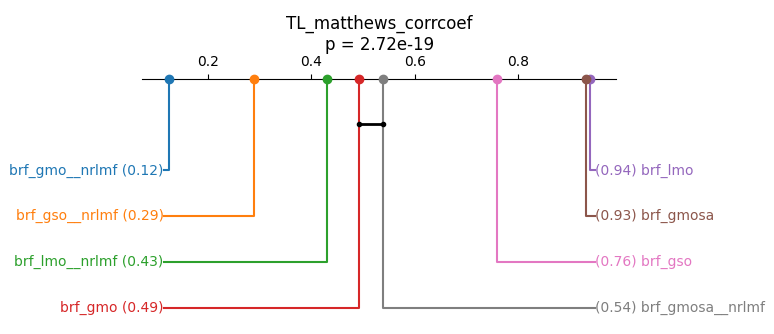 TL_matthews_corrcoef
p = 2.72e-19
0.2 0.4 0.6 0.8
brf_gmo__nrlmf (0.12) (0.94) brf_lmo
brf_gso__nrlmf (0.29) (0.93) brf_gmosa
brf_lmo__nrlmf (0.43) (0.76) brf_gso
brf_gmo (0.49) (0.54) brf_gmosa__nrlmf